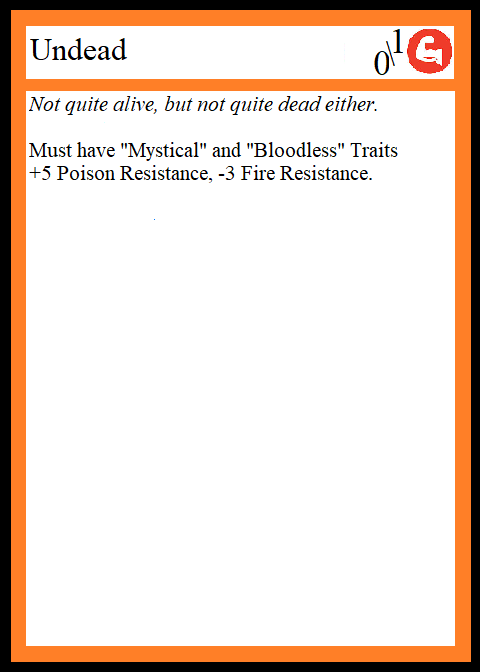 Undead
0\1
Not quite alive, but not quite dead either.
Must have "Mystical" and "Bloodless" Traits
+5 Poison Resistance, -3 Fire Resistance.